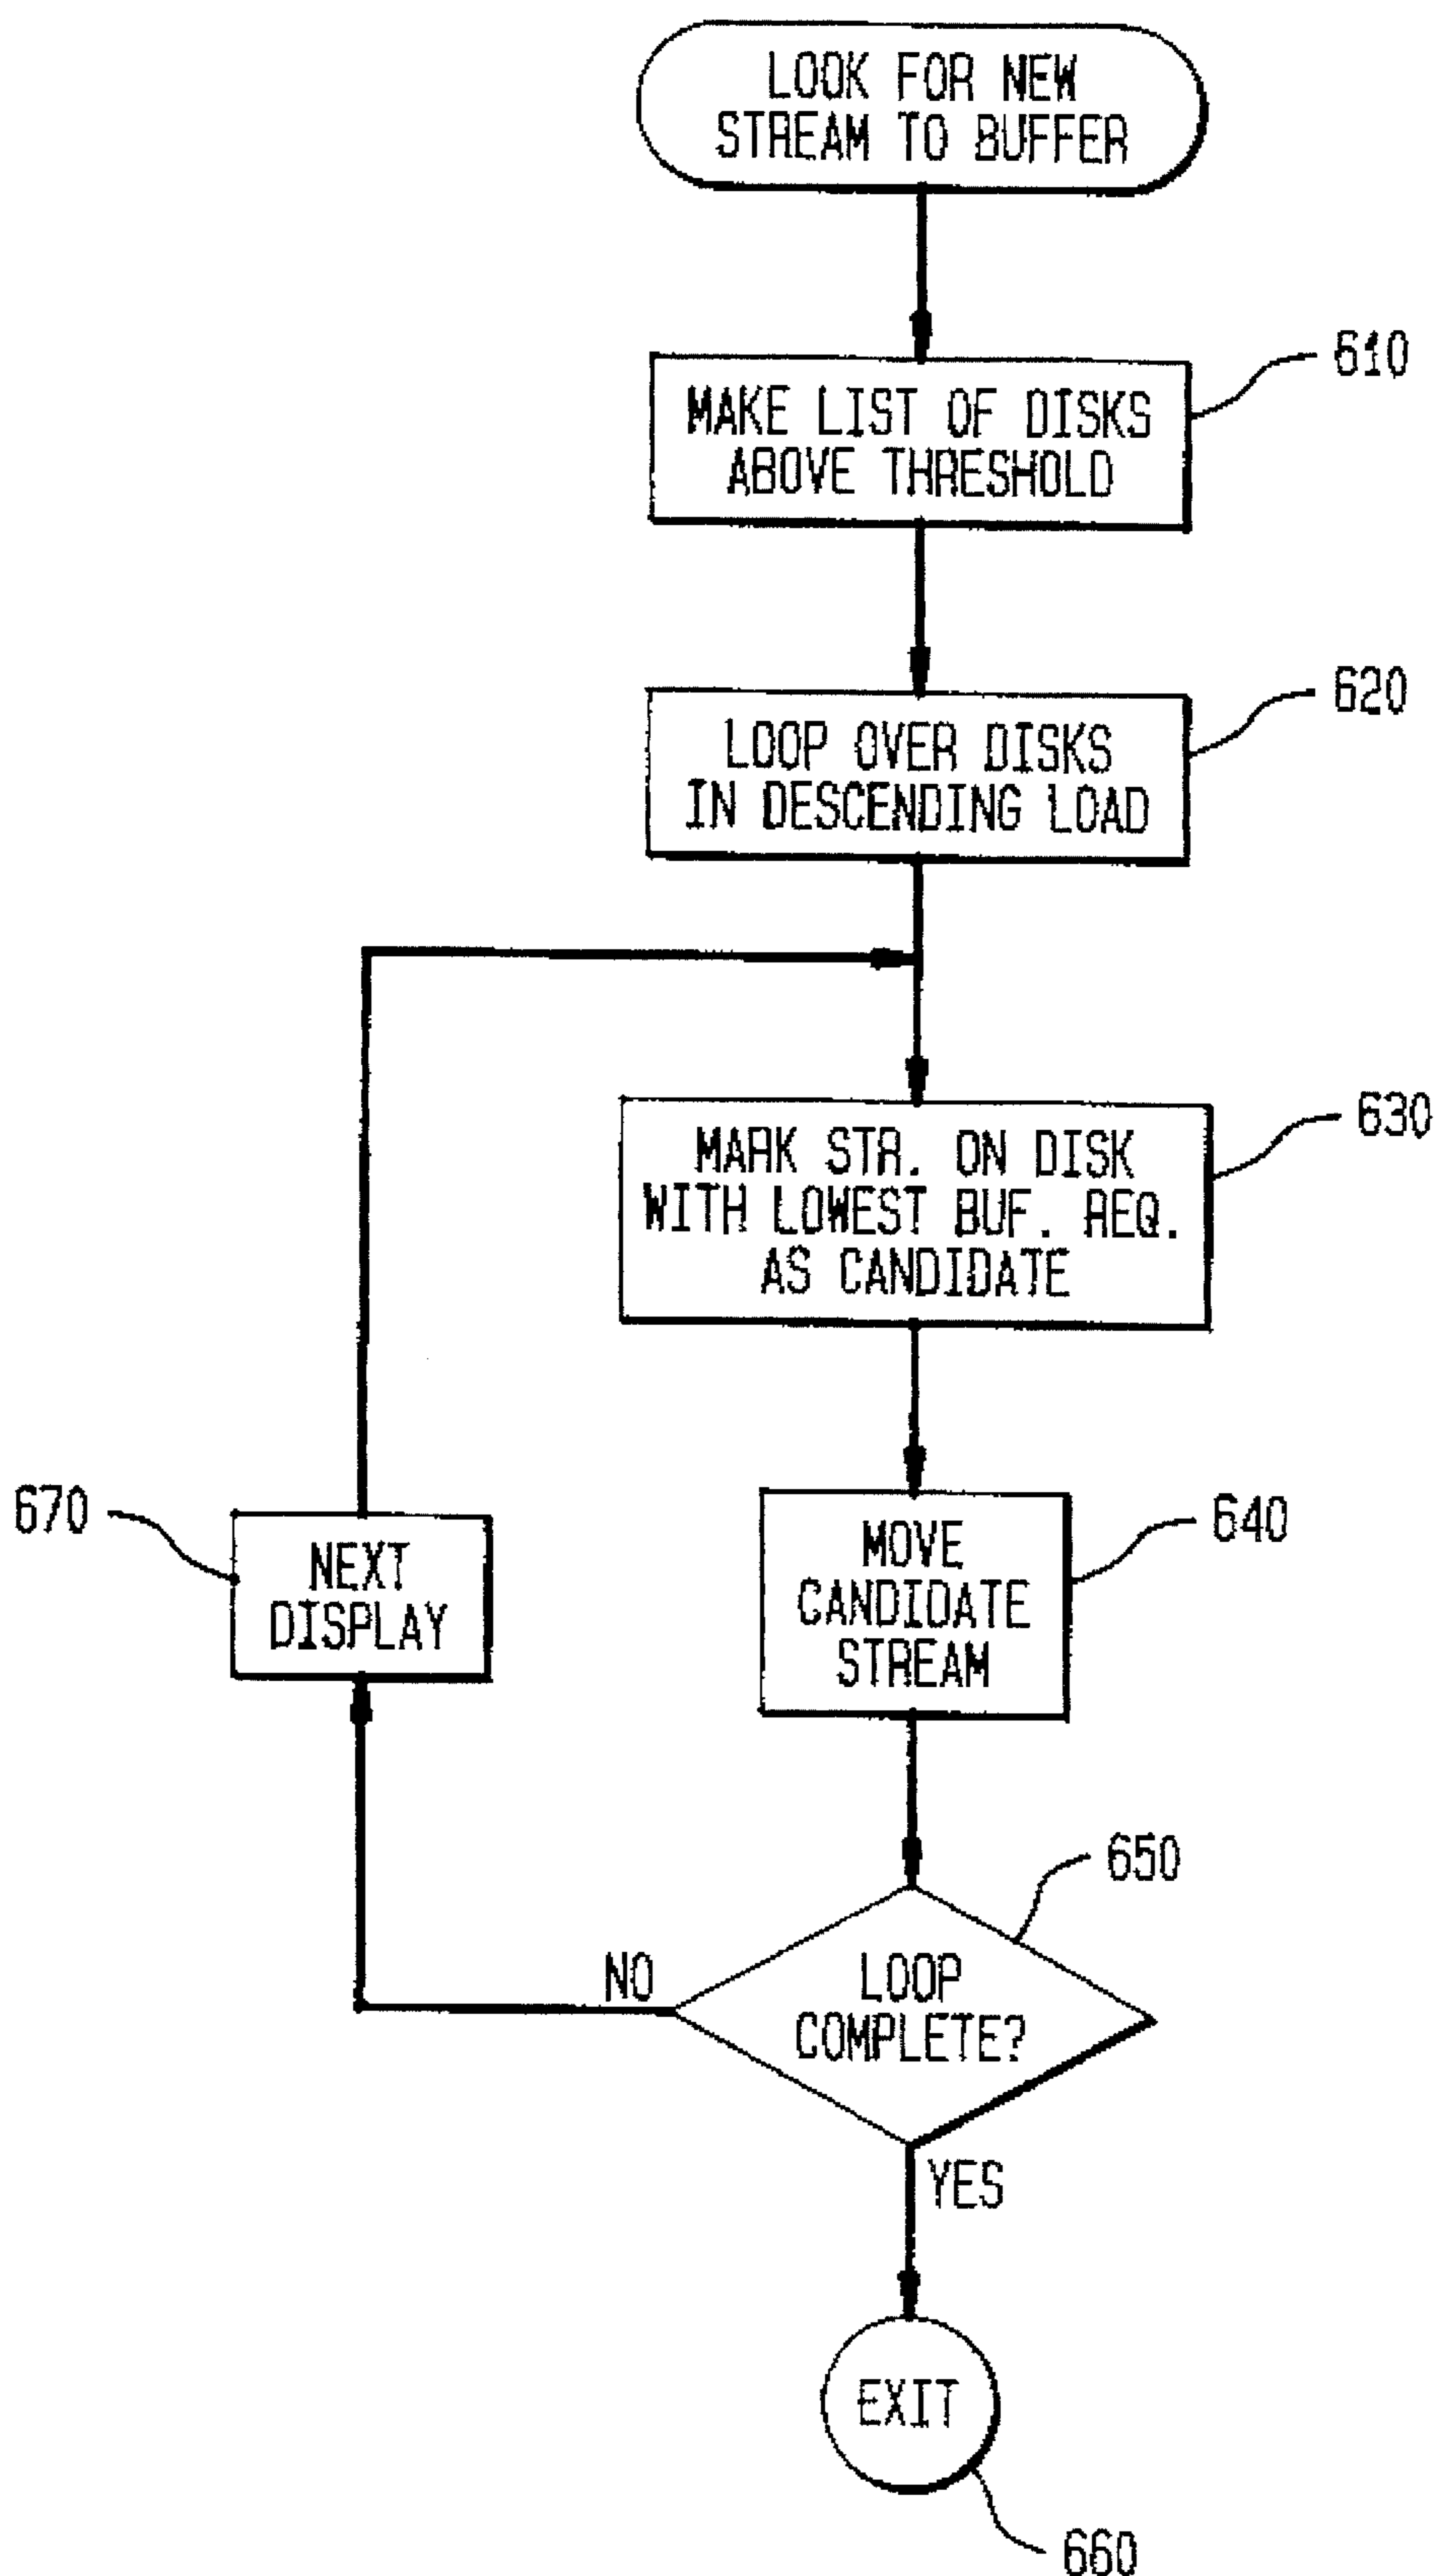 LOOK FOR NEW
STREAM TO BUFFER
610
MAKE LIST OF DISKS
ABOVE THRESHOLD
620
LOOP OVER DISKS
IN DESCENDING LOAD
630
MARK STR. ON DISK
WITH LOWEST BUF. REQ.
AS CANDIDATE
640
MOVE
CANDIDATE
STREAM
670
NEXT
DISPLAY
650
LOOP
COMPLETE?
NO
YES
EXIT
660